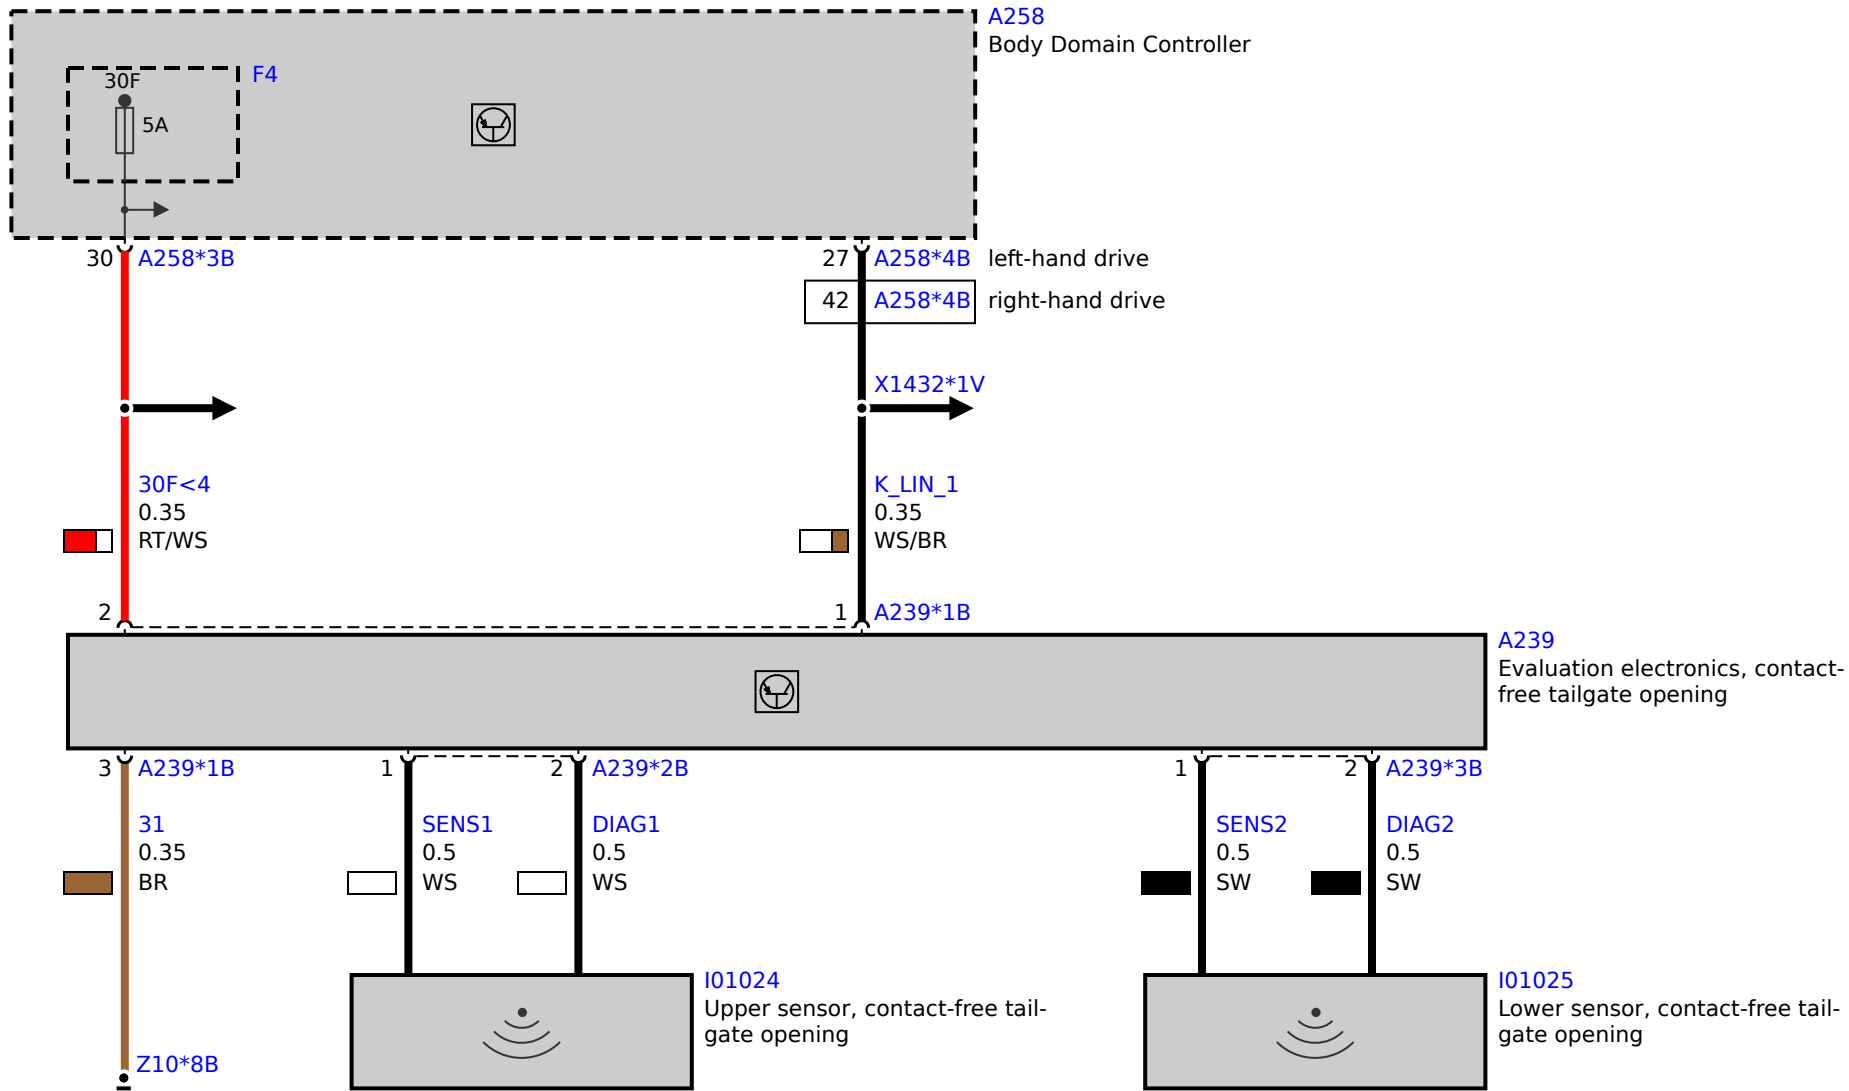 A258
Body Domain Controller
30F
F4
5A
30 A258*3B
27 A258*4B left-hand drive
42 A258*4B right-hand drive
X1432*1V
30F<4
0.35
RT/WS
K_LIN_1
0.35
WS/BR
2
1 A239*1B
A239
Evaluation electronics, contact-
free tailgate opening
3 A239*1B
1
2 A239*2B
1
2 A239*3B
31
0.35
BR
SENS1
0.5
WS
DIAG1
0.5
WS
SENS2
0.5
SW
DIAG2
0.5
SW
I01024
Upper sensor, contact-free tail-
gate opening
I01025
Lower sensor, contact-free tail-
gate opening
Z10*8B